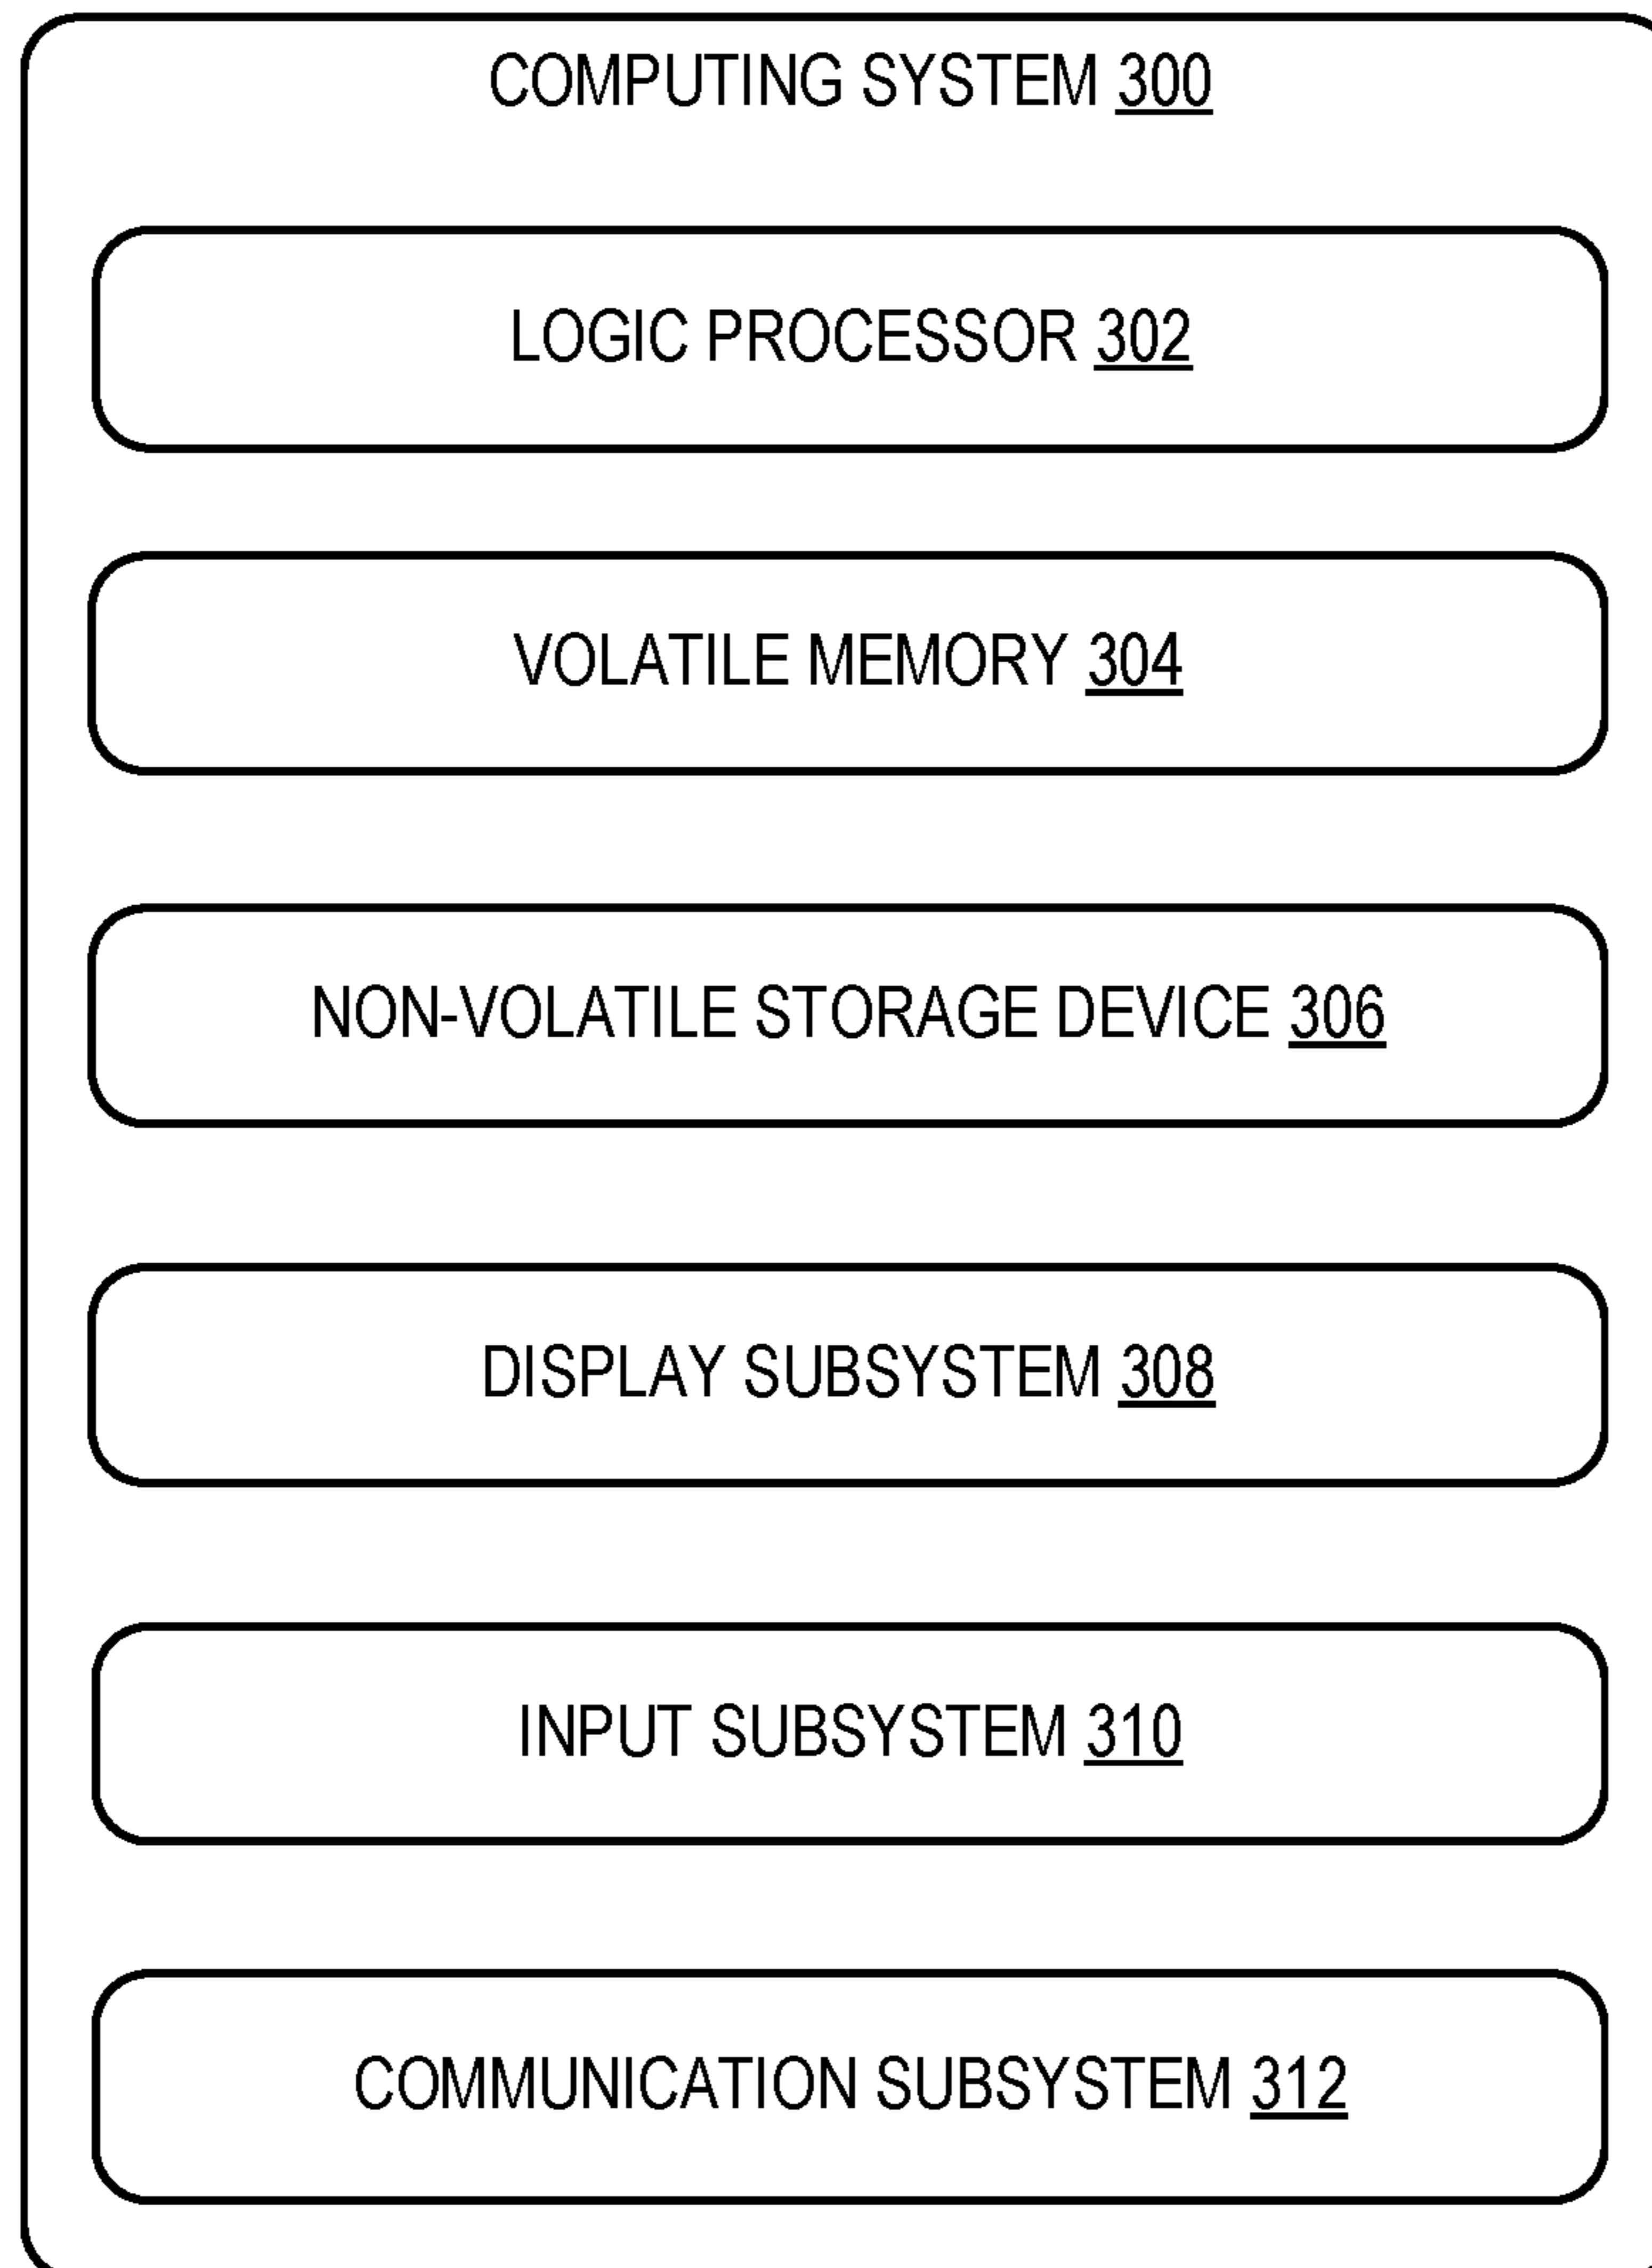 COMPUTING SYSTEM 300
LOGIC PROCESSOR 302
VOLATILE MEMORY 304
NON-VOLATILE STORAGE DEVICE 306
DISPLAY SUBSYSTEM 308
INPUT SUBSYSTEM 310
COMMUNICATION SUBSYSTEM 312